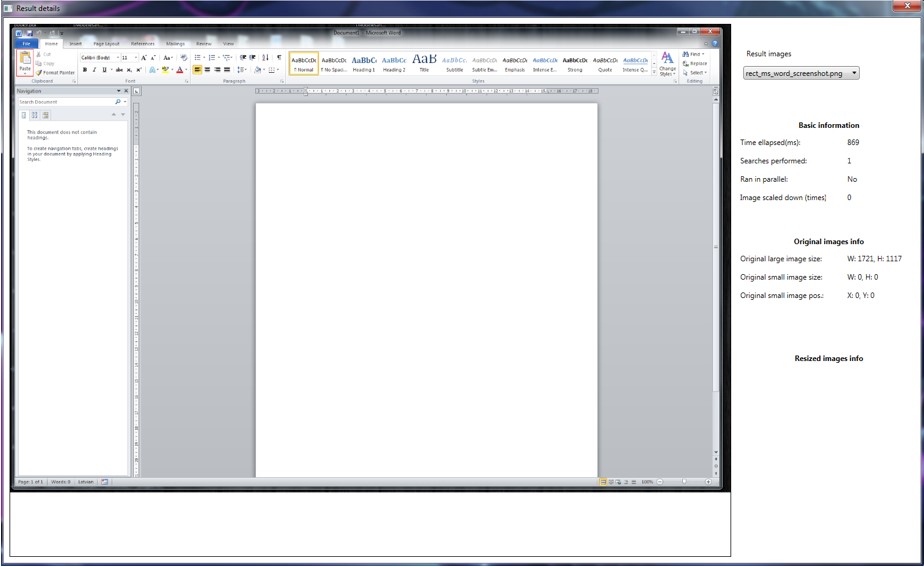 Result details
Document1 - Microsoft Word
File Home Insert Page Layout References Mailings Review View
Paste
Cut
Copy
Format Painter
Clipboard
Calibri (Body) 11
Font
Paragraph
AaBbCcDc AaBbCcDc AaBbC AaBbCc AaB AaBbCc. AaBbCcDc AaBbCcDc AaBbCcDc AaBbCcDc AaBbCcDc AaBbCcDc
¶ Normal ¶ No Spaci... Heading 1 Heading 2 Title Subtitle Subtle Em... Emphasis Intense E... Strong Quote Intense Q...
Styles
Change
Styles
Find
Replace
Select
Editing
Navigation
Search Document
This document does not contain
headings.
To create navigation tabs, create headings
in your document by applying Heading
Styles.
Page: 1 of 1 Words: 0 Latvian
100%
Result images
rect_ms_word_screenshot.png
Basic information
Time ellapsed(ms): 869
Searches performed: 1
Ran in parallel: No
Image scaled down (times) 0
Original images info
Original large image size: W: 1721, H: 1117
Original small image size: W: 0, H: 0
Original small image pos.: X: 0, Y: 0
Resized images info